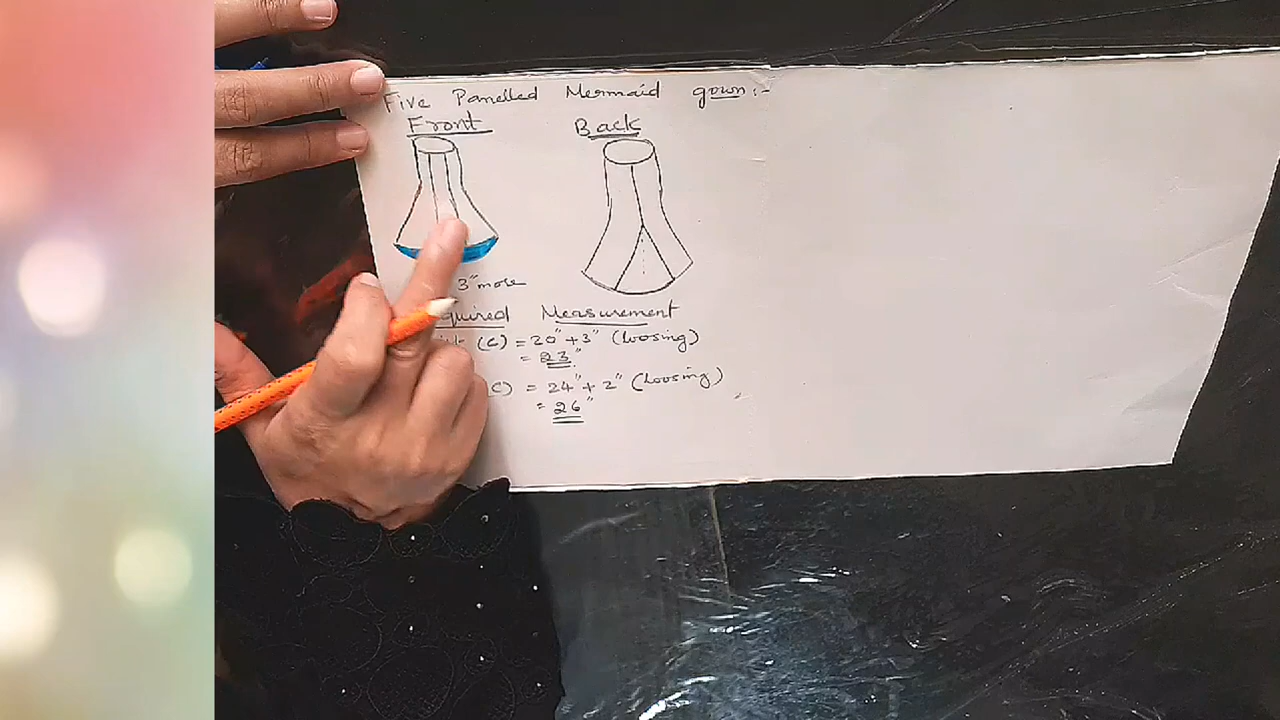 Five Panelled Mermaid gown :-
Front Back
3" more
Measurement
(C) = 20" + 3" (loosing)
= 23"
C) = 24" + 2" (Loosing)
= 26"